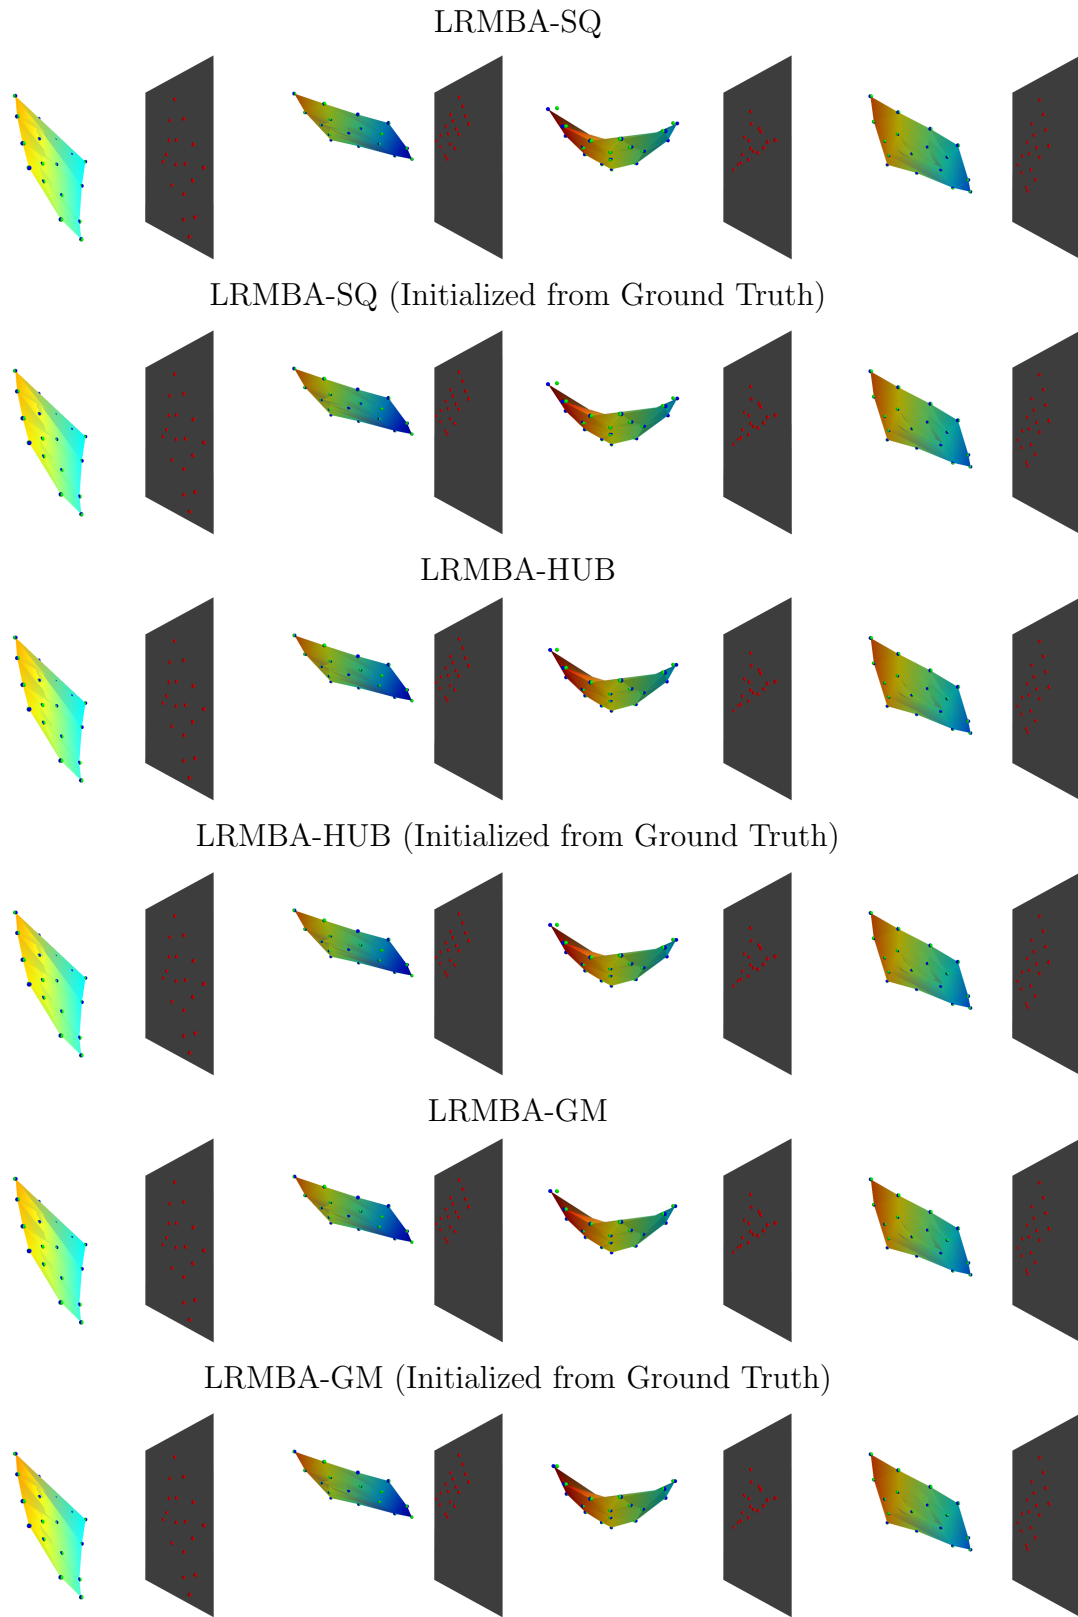 LRMBA-SQ
LRMBA-SQ (Initialized from Ground Truth)
LRMBA-HUB
LRMBA-HUB (Initialized from Ground Truth)
LRMBA-GM
LRMBA-GM (Initialized from Ground Truth)